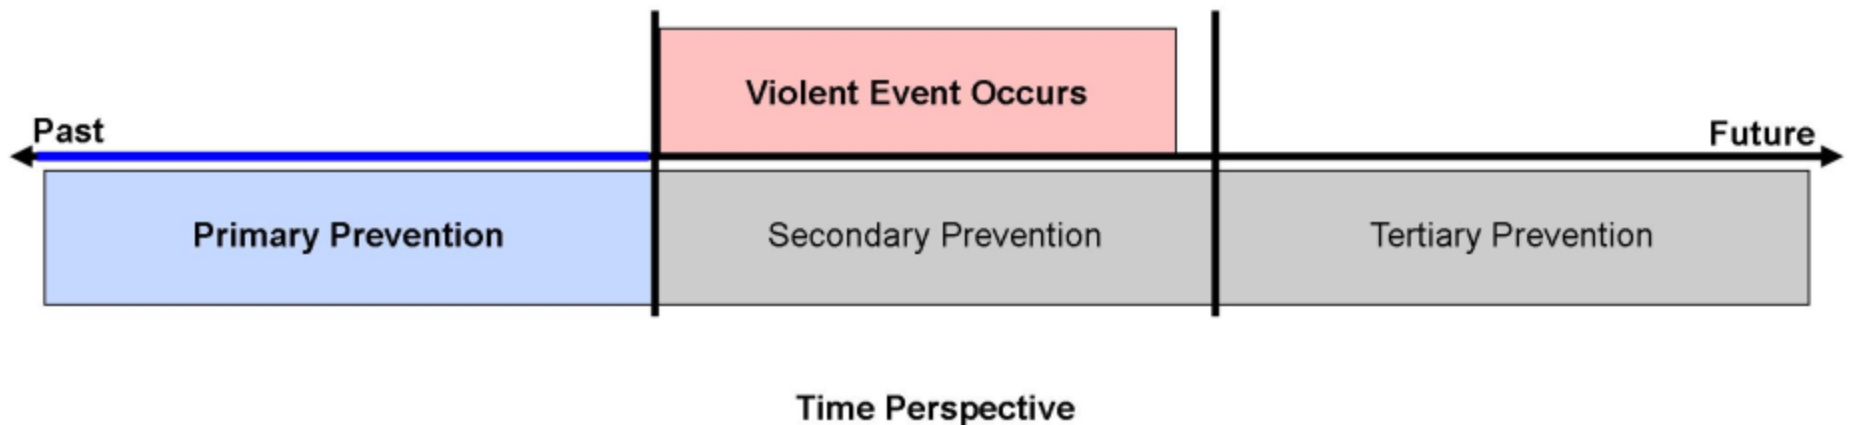 Violent Event Occurs
Past
Future
Primary Prevention
Secondary Prevention
Tertiary Prevention
Time Perspective